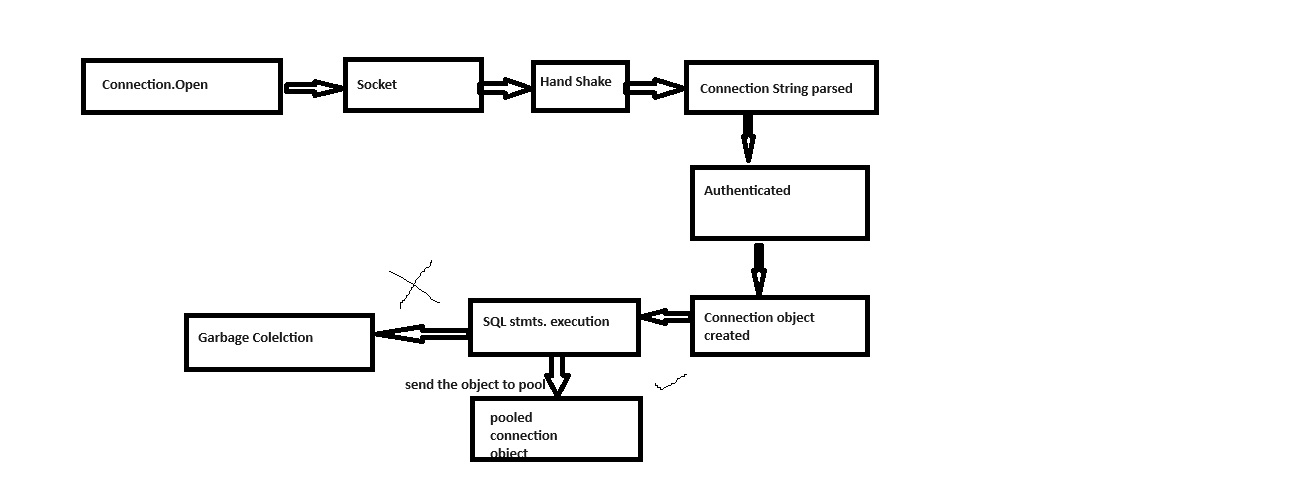 Connection.Open
Socket
Hand Shake
Connection String parsed
Authenticated
Connection object
created
SQL stmts. execution
Garbage Colelction
send the object to pool
pooled
connection
object